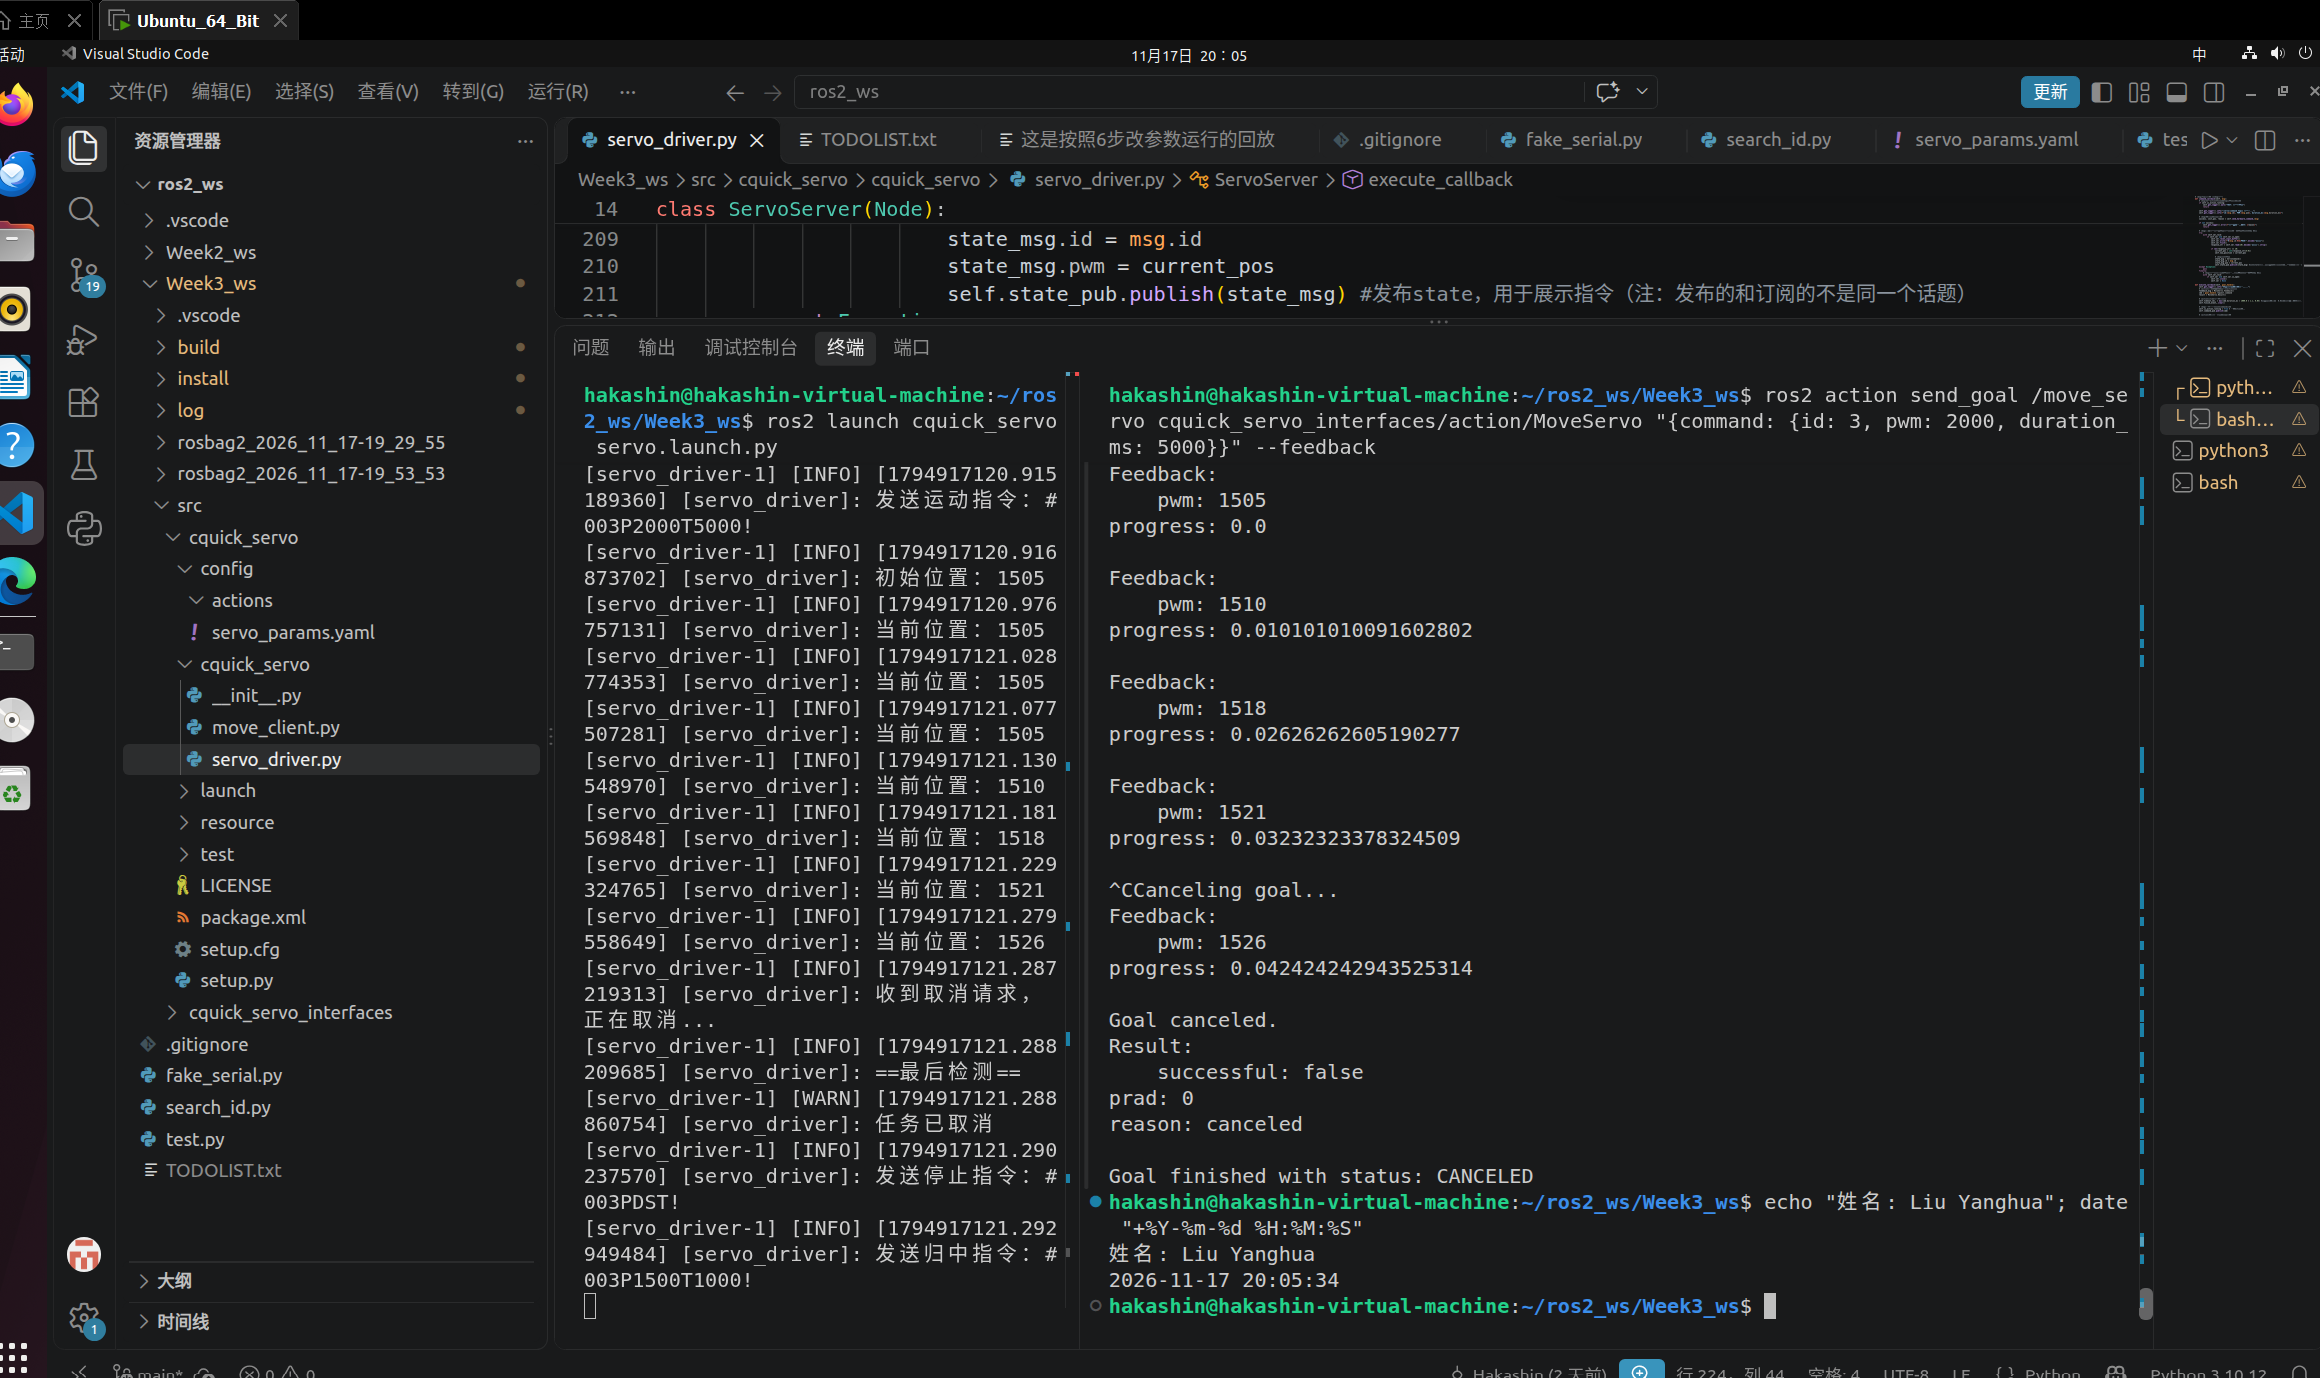 主页
Ubuntu_64_Bit
活动
Visual Studio Code
11月17日 20：05
中
文件(F) 编辑(E) 选择(S) 查看(V) 转到(G) 运行(R) ···
ros2_ws
更新
资源管理器
servo_driver.py
TODOLIST.txt
这是按照6步改参数运行的回放
.gitignore
fake_serial.py
search_id.py
! servo_params.yaml
tes
Week3_ws > src > cquick_servo > cquick_servo > servo_driver.py > ServoServer > execute_callback
14 class ServoServer(Node):
209 state_msg.id = msg.id
210 state_msg.pwm = current_pos
211 self.state_pub.publish(state_msg) #发布state，用于展示指令（注：发布的和订阅的不是同一个话题）
ros2_ws
.vscode
Week2_ws
Week3_ws
.vscode
build
install
log
rosbag2_2026_11_17-19_29_55
rosbag2_2026_11_17-19_53_53
src
cquick_servo
config
actions
! servo_params.yaml
cquick_servo
__init__.py
move_client.py
servo_driver.py
launch
resource
test
LICENSE
package.xml
setup.cfg
setup.py
cquick_servo_interfaces
.gitignore
fake_serial.py
search_id.py
test.py
TODOLIST.txt
大纲
时间线
19
1
问题 输出 调试控制台 终端 端口
hakashin@hakashin-virtual-machine:~/ros
2_ws/Week3_ws$ ros2 launch cquick_servo
servo.launch.py
[servo_driver-1] [INFO] [1794917120.915
189360] [servo_driver]: 发送运动指令: #
003P2000T5000!
[servo_driver-1] [INFO] [1794917120.916
873702] [servo_driver]: 初始位置: 1505
[servo_driver-1] [INFO] [1794917120.976
757131] [servo_driver]: 当前位置: 1505
[servo_driver-1] [INFO] [1794917121.028
774353] [servo_driver]: 当前位置: 1505
[servo_driver-1] [INFO] [1794917121.077
507281] [servo_driver]: 当前位置: 1505
[servo_driver-1] [INFO] [1794917121.130
548970] [servo_driver]: 当前位置: 1510
[servo_driver-1] [INFO] [1794917121.181
569848] [servo_driver]: 当前位置: 1518
[servo_driver-1] [INFO] [1794917121.229
324765] [servo_driver]: 当前位置: 1521
[servo_driver-1] [INFO] [1794917121.279
558649] [servo_driver]: 当前位置: 1526
[servo_driver-1] [INFO] [1794917121.287
219313] [servo_driver]: 收到取消请求，
正在取消...
[servo_driver-1] [INFO] [1794917121.288
209685] [servo_driver]: ==最后检测==
[servo_driver-1] [WARN] [1794917121.288
860754] [servo_driver]: 任务已取消
[servo_driver-1] [INFO] [1794917121.290
237570] [servo_driver]: 发送停止指令: #
003PDST!
[servo_driver-1] [INFO] [1794917121.292
949484] [servo_driver]: 发送归中指令: #
003P1500T1000!
hakashin@hakashin-virtual-machine:~/ros2_ws/Week3_ws$ ros2 action send_goal /move_se
rvo cquick_servo_interfaces/action/MoveServo "{command: {id: 3, pwm: 2000, duration_
ms: 5000}}" --feedback
Feedback:
pwm: 1505
progress: 0.0
Feedback:
pwm: 1510
progress: 0.010101010091602802
Feedback:
pwm: 1518
progress: 0.02626262605190277
Feedback:
pwm: 1521
progress: 0.03232323378324509
^CCanceling goal...
Feedback:
pwm: 1526
progress: 0.042424242943525314
Goal canceled.
Result:
successful: false
prad: 0
reason: canceled
Goal finished with status: CANCELED
hakashin@hakashin-virtual-machine:~/ros2_ws/Week3_ws$ echo "姓名: Liu Yanghua"; date
"+%Y-%m-%d %H:%M:%S"
姓名: Liu Yanghua
2026-11-17 20:05:34
hakashin@hakashin-virtual-machine:~/ros2_ws/Week3_ws$
pyth...
bash...
python3
bash
main* 0 0
Hakashin (2 天前) 行 224, 列 44 空格: 4 UTF-8 LF {} Python Python 3.10.12